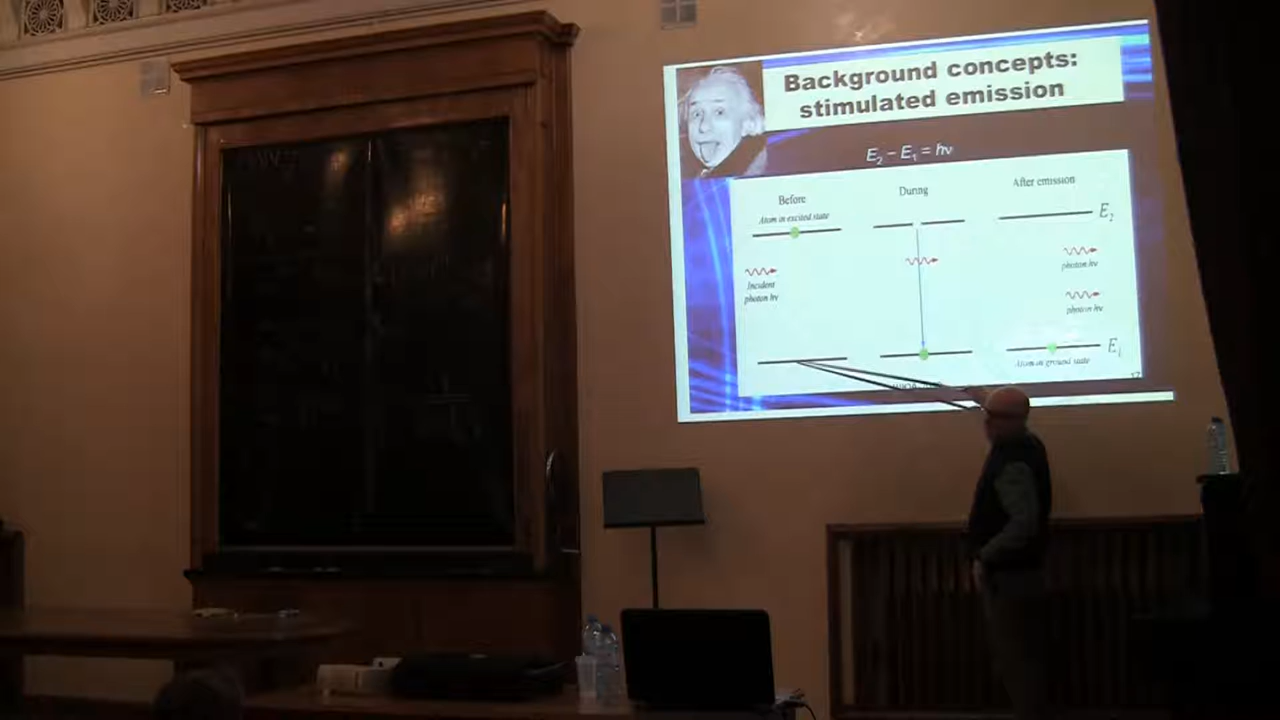 Background concepts:
stimulated emission
E₂ − E₁ = hν
Before
During
After emission
Atom in excited state
E₂
Incident
photon hν
photon hν
photon hν
E₁
Atom in ground state
17